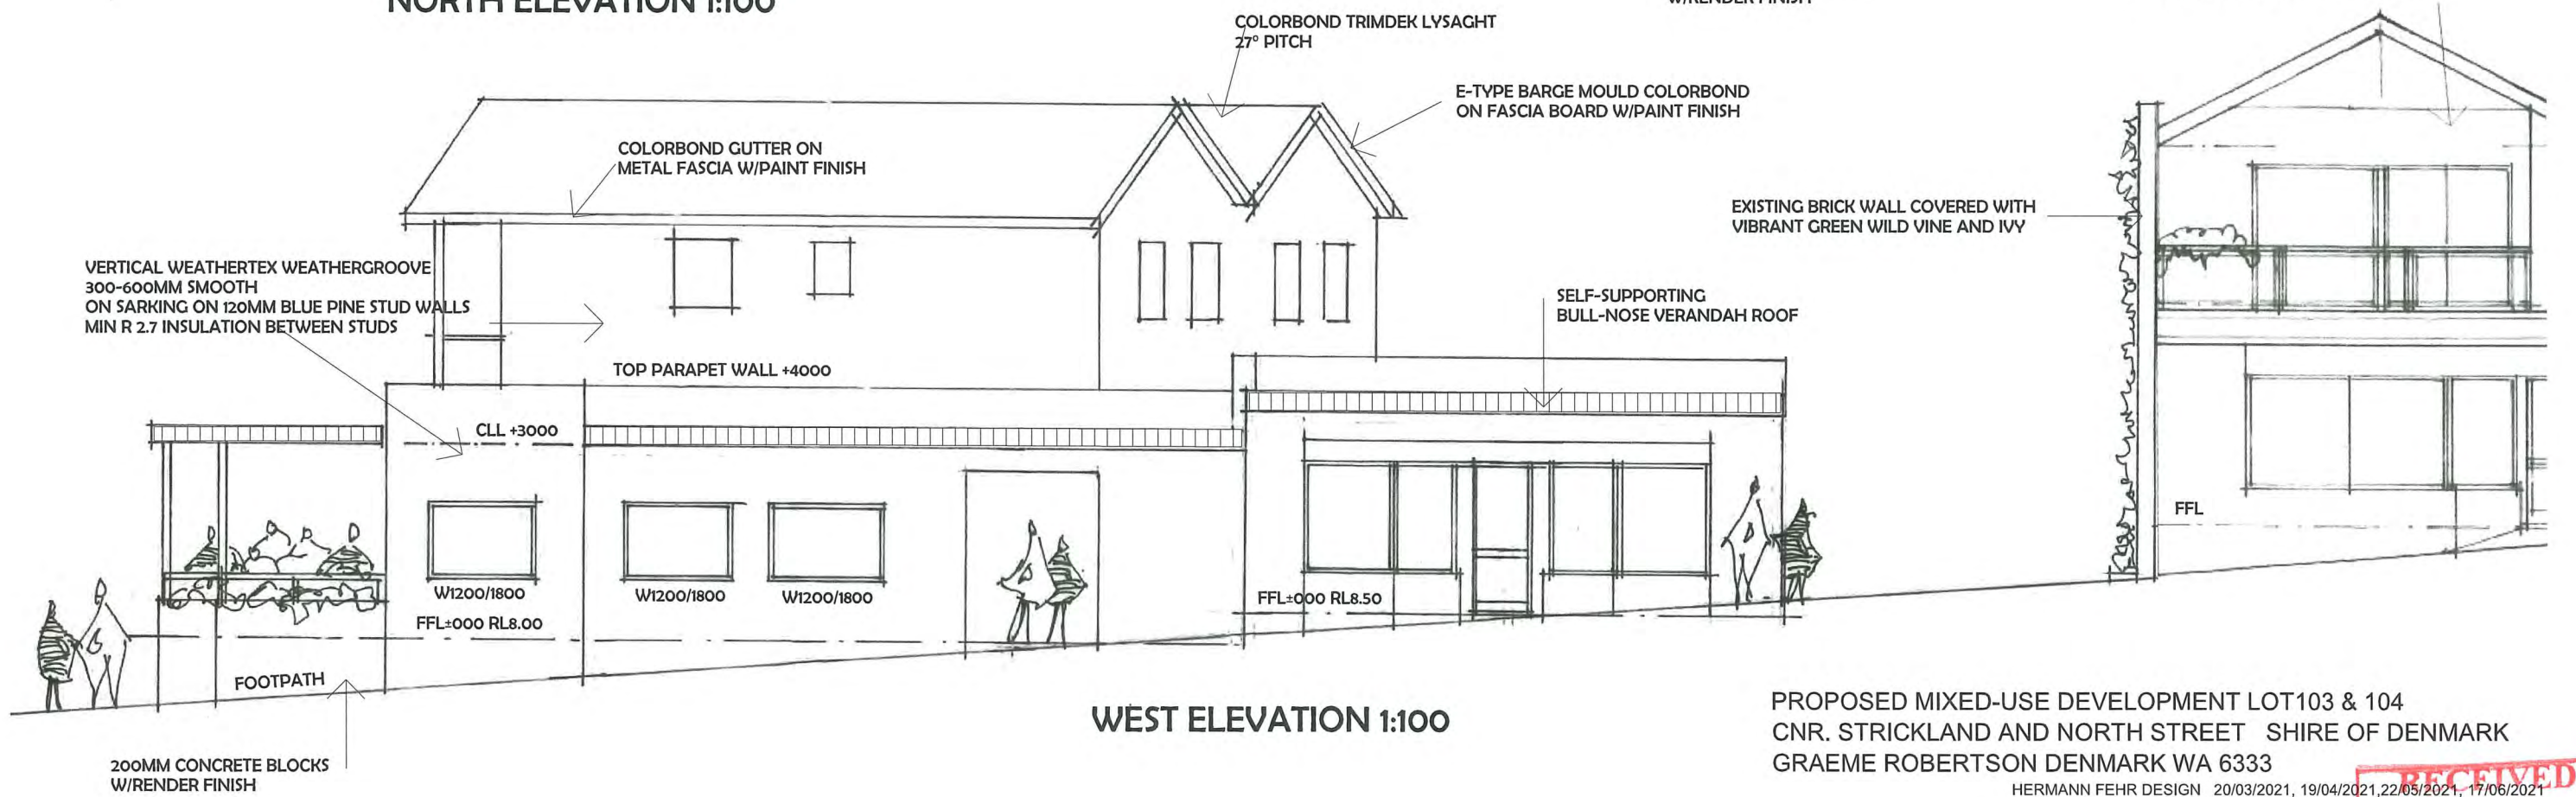 NORTH ELEVATION 1:100
W/RENDER FINISH
COLORBOND TRIMDEK LYSAGHT
27° PITCH
E-TYPE BARGE MOULD COLORBOND
ON FASCIA BOARD W/PAINT FINISH
COLORBOND GUTTER ON
METAL FASCIA W/PAINT FINISH
EXISTING BRICK WALL COVERED WITH
VIBRANT GREEN WILD VINE AND IVY
VERTICAL WEATHERTEX WEATHERGROOVE
300-600MM SMOOTH
ON SARKING ON 120MM BLUE PINE STUD WALLS
MIN R 2.7 INSULATION BETWEEN STUDS
SELF-SUPPORTING
BULL-NOSE VERANDAH ROOF
TOP PARAPET WALL +4000
CLL +3000
FFL
W1200/1800
W1200/1800
W1200/1800
FFL±000 RL8.50
FFL±000 RL8.00
FOOTPATH
WEST ELEVATION 1:100
200MM CONCRETE BLOCKS
W/RENDER FINISH
PROPOSED MIXED-USE DEVELOPMENT LOT103 & 104
CNR. STRICKLAND AND NORTH STREET SHIRE OF DENMARK
GRAEME ROBERTSON DENMARK WA 6333
RECEIVED
HERMANN FEHR DESIGN 20/03/2021, 19/04/2021,22/05/2021, 17/06/2021